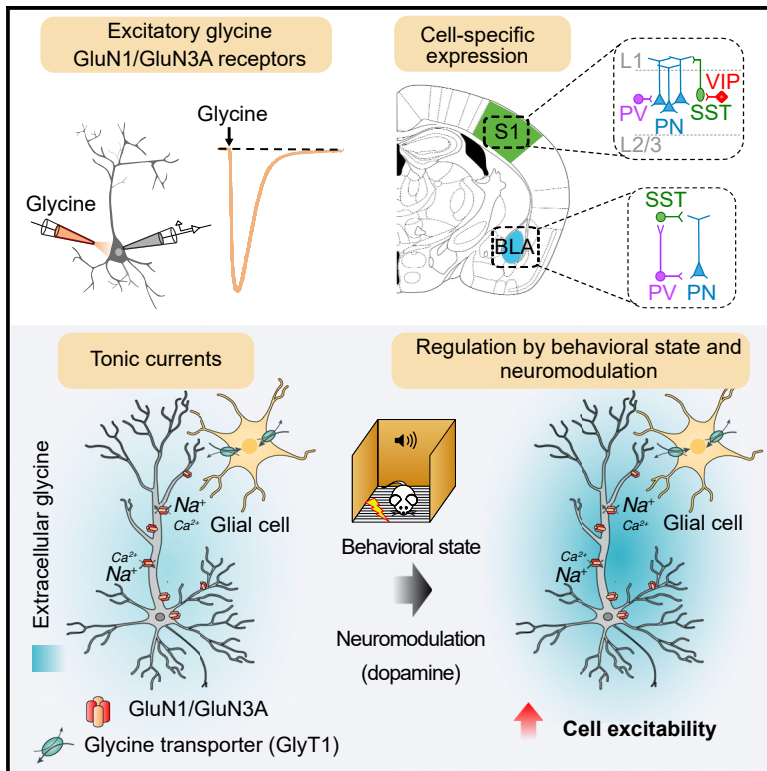 Excitatory glycine
GluN1/GluN3A receptors
Glycine
Glycine
Cell-specific
expression
S1
BLA
L1
VIP
PV
SST
PN
L2/3
SST
PV
PN
Tonic currents
Extracellular glycine
Na+
Ca2+
Ca2+
Na+
Glial cell
GluN1/GluN3A
Glycine transporter (GlyT1)
Regulation by behavioral state and
neuromodulation
Behavioral state
Neuromodulation
(dopamine)
Na+
Ca2+
Ca2+
Na+
Glial cell
Cell excitability